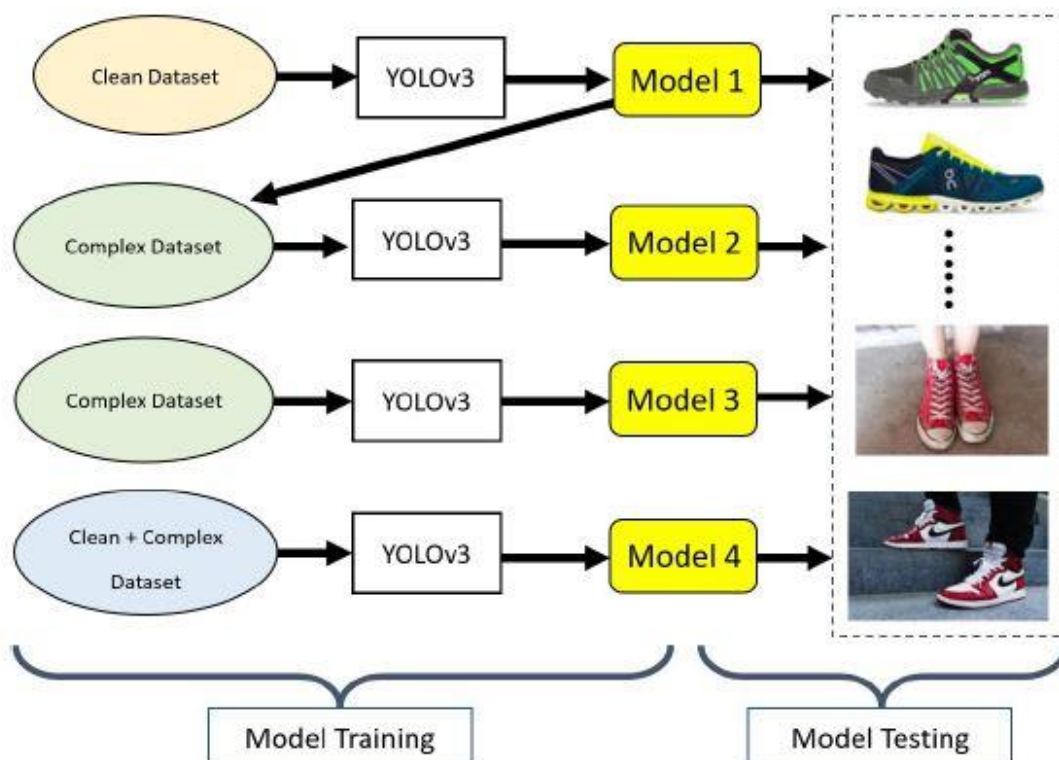 Clean Dataset
YOLOv3
Model 1
Complex Dataset
YOLOv3
Model 2
Complex Dataset
YOLOv3
Model 3
Clean + Complex
Dataset
YOLOv3
Model 4
Model Training
Model Testing